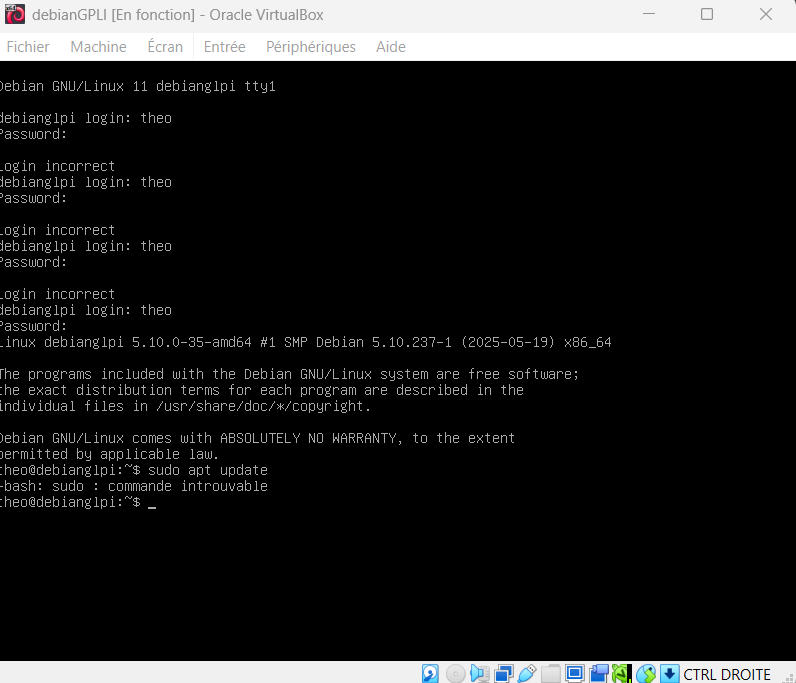 debianGPLI [En fonction] - Oracle VirtualBox
Fichier Machine Écran Entrée Périphériques Aide
Debian GNU/Linux 11 debianglpi tty1
debianglpi login: theo
Password:
Login incorrect
debianglpi login: theo
Password:
Login incorrect
debianglpi login: theo
Password:
Login incorrect
debianglpi login: theo
Password:
Linux debianglpi 5.10.0-35-amd64 #1 SMP Debian 5.10.237-1 (2025-05-19) x86_64
The programs included with the Debian GNU/Linux system are free software;
the exact distribution terms for each program are described in the
individual files in /usr/share/doc/*/copyright.
Debian GNU/Linux comes with ABSOLUTELY NO WARRANTY, to the extent
permitted by applicable law.
theo@debianglpi:~$ sudo apt update
-bash: sudo : commande introuvable
theo@debianglpi:~$ _
CTRL DROITE